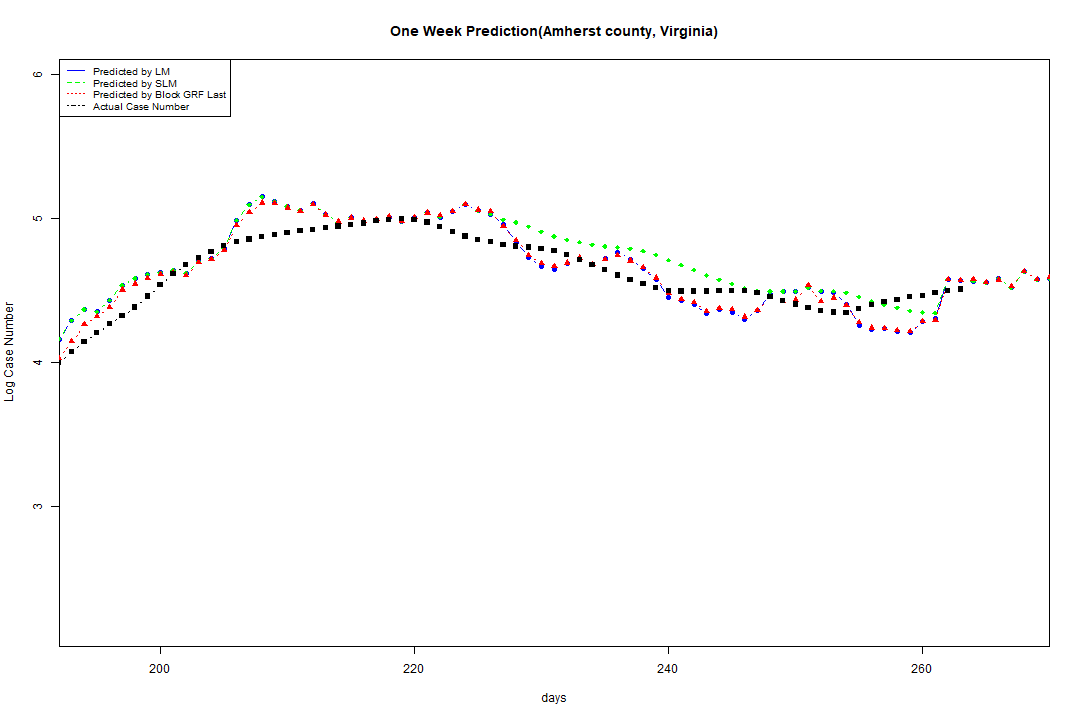 One Week Prediction(Amherst county, Virginia)
Predicted by LM
Predicted by SLM
Predicted by Block GRF Last
Actual Case Number
6
5
4
3
Log Case Number
200 220 240 260
days